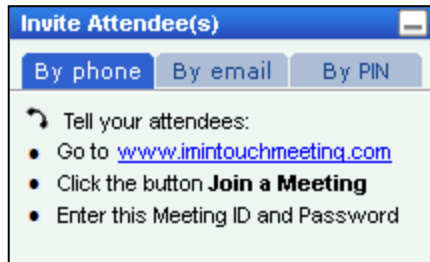 Invite Attendee(s)
By phone By email By PIN
Tell your attendees:
Go to www.imintouchmeeting.com
Click the button Join a Meeting
Enter this Meeting ID and Password